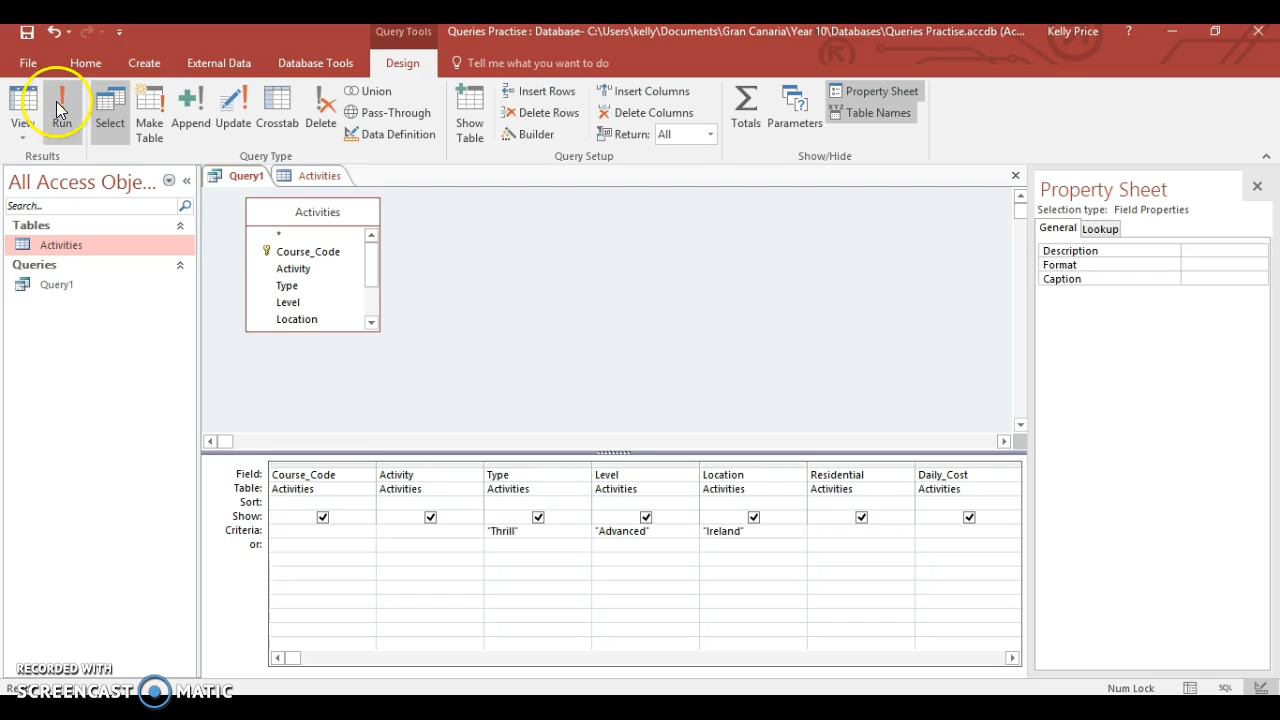 Query Tools
Queries Practise : Database- C:\Users\kelly\Documents\Gran Canaria\Year 10\Databases\Queries Practise.accdb (Ac...
Kelly Price
?
File Home Create External Data Database Tools Design Tell me what you want to do
View Run Select Make Table Append Update Crosstab Delete
Union
Pass-Through
Data Definition
Show Table
Insert Rows
Delete Rows
Builder
Insert Columns
Delete Columns
Return: All
Totals Parameters
Property Sheet
XYZ Table Names
Results Query Type Query Setup Show/Hide
All Access Obje...
Search...
Tables
Activities
Queries
Query1
Query1 Activities
Activities
*
Course_Code
Activity
Type
Level
Location
Property Sheet
Selection type: Field Properties
General Lookup
Description
Format
Caption
Field: Course_Code Activity Type Level Location Residential Daily_Cost
Table: Activities Activities Activities Activities Activities Activities Activities
Sort:
Show:
Criteria: "Thrill" "Advanced" "Ireland"
or:
RECORDED WITH
SCREENCAST MATIC
Num Lock SQL